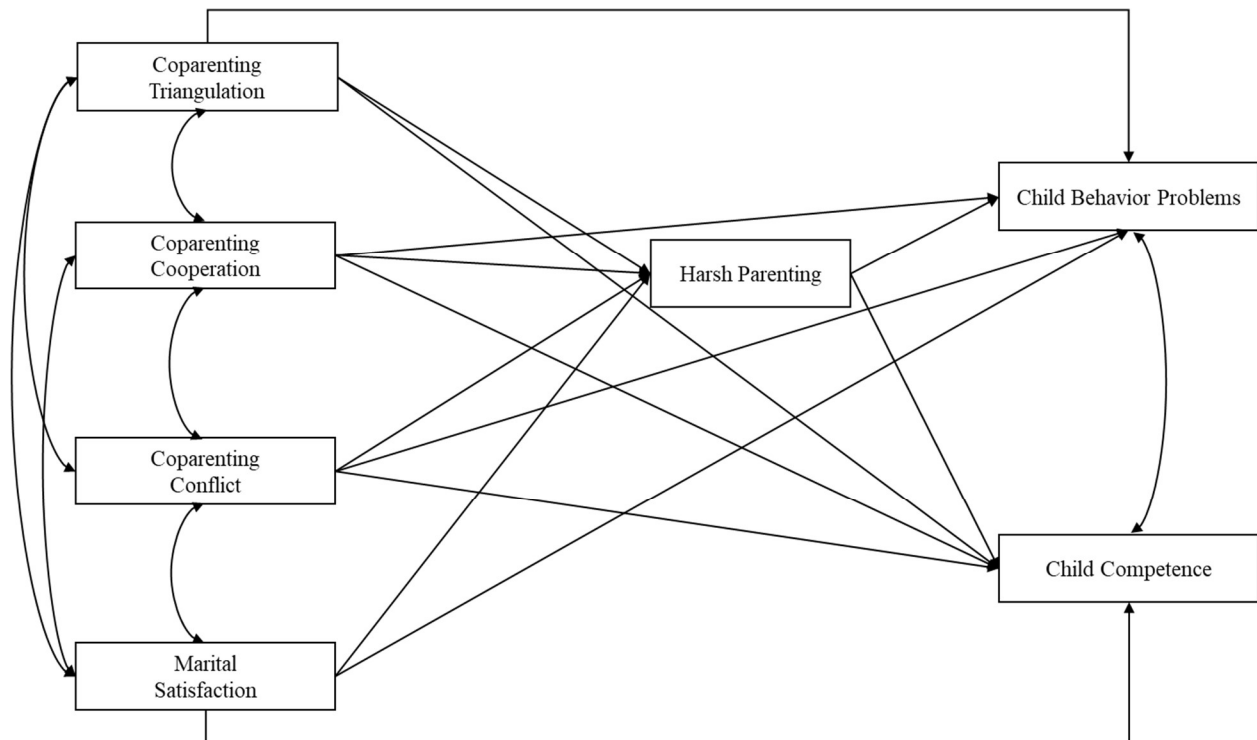 Coparenting
Triangulation
Coparenting
Cooperation
Coparenting
Conflict
Marital
Satisfaction
Harsh Parenting
Child Behavior Problems
Child Competence